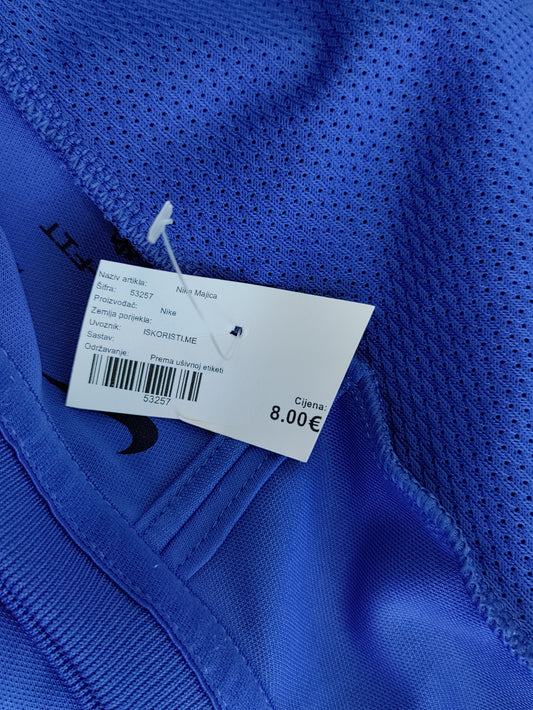 FIT
Naziv artikla: Nike Majica
Šifra: 53257
Proizvođač: Nike
Zemlja porijekla:
Uvoznik: ISKORISTI.ME
Sastav:
Održavanje: Prema ušivnoj etiketi
53257
Cijena:
8.00€